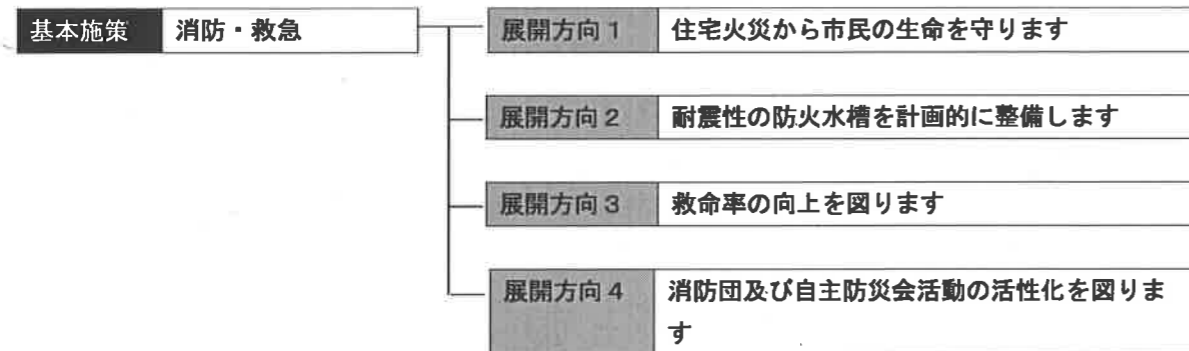 基本施策 消防・救急
展開方向1 住宅火災から市民の生命を守ります
展開方向2 耐震性の防火水槽を計画的に整備します
展開方向3 救命率の向上を図ります
展開方向4 消防団及び自主防災会活動の活性化を図りま
す